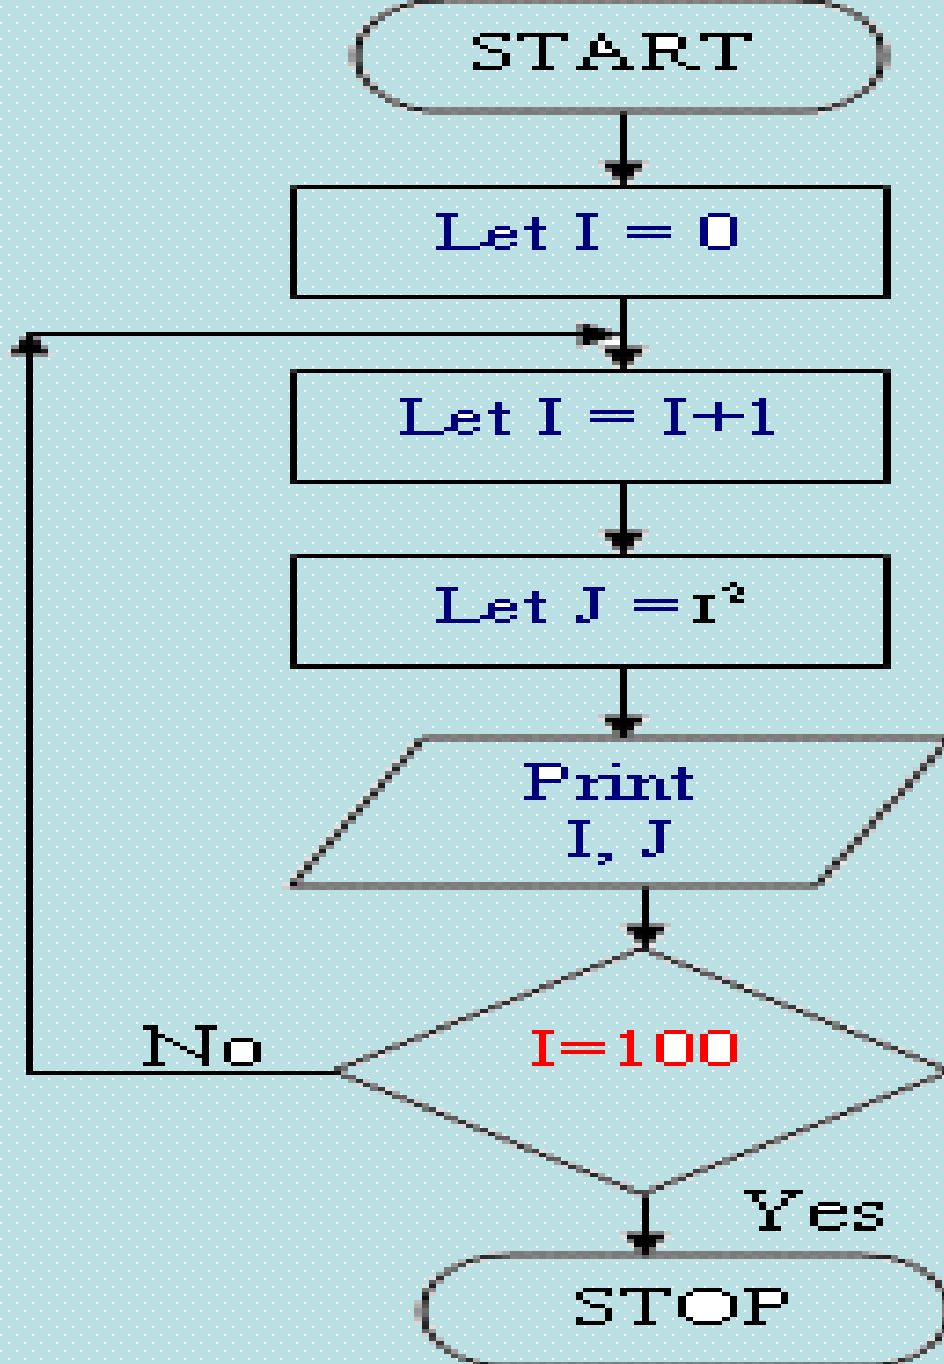 START
Let I = 0
Let I = I+1
Let J = I²
Print
I, J
I=100
No
Yes
STOP